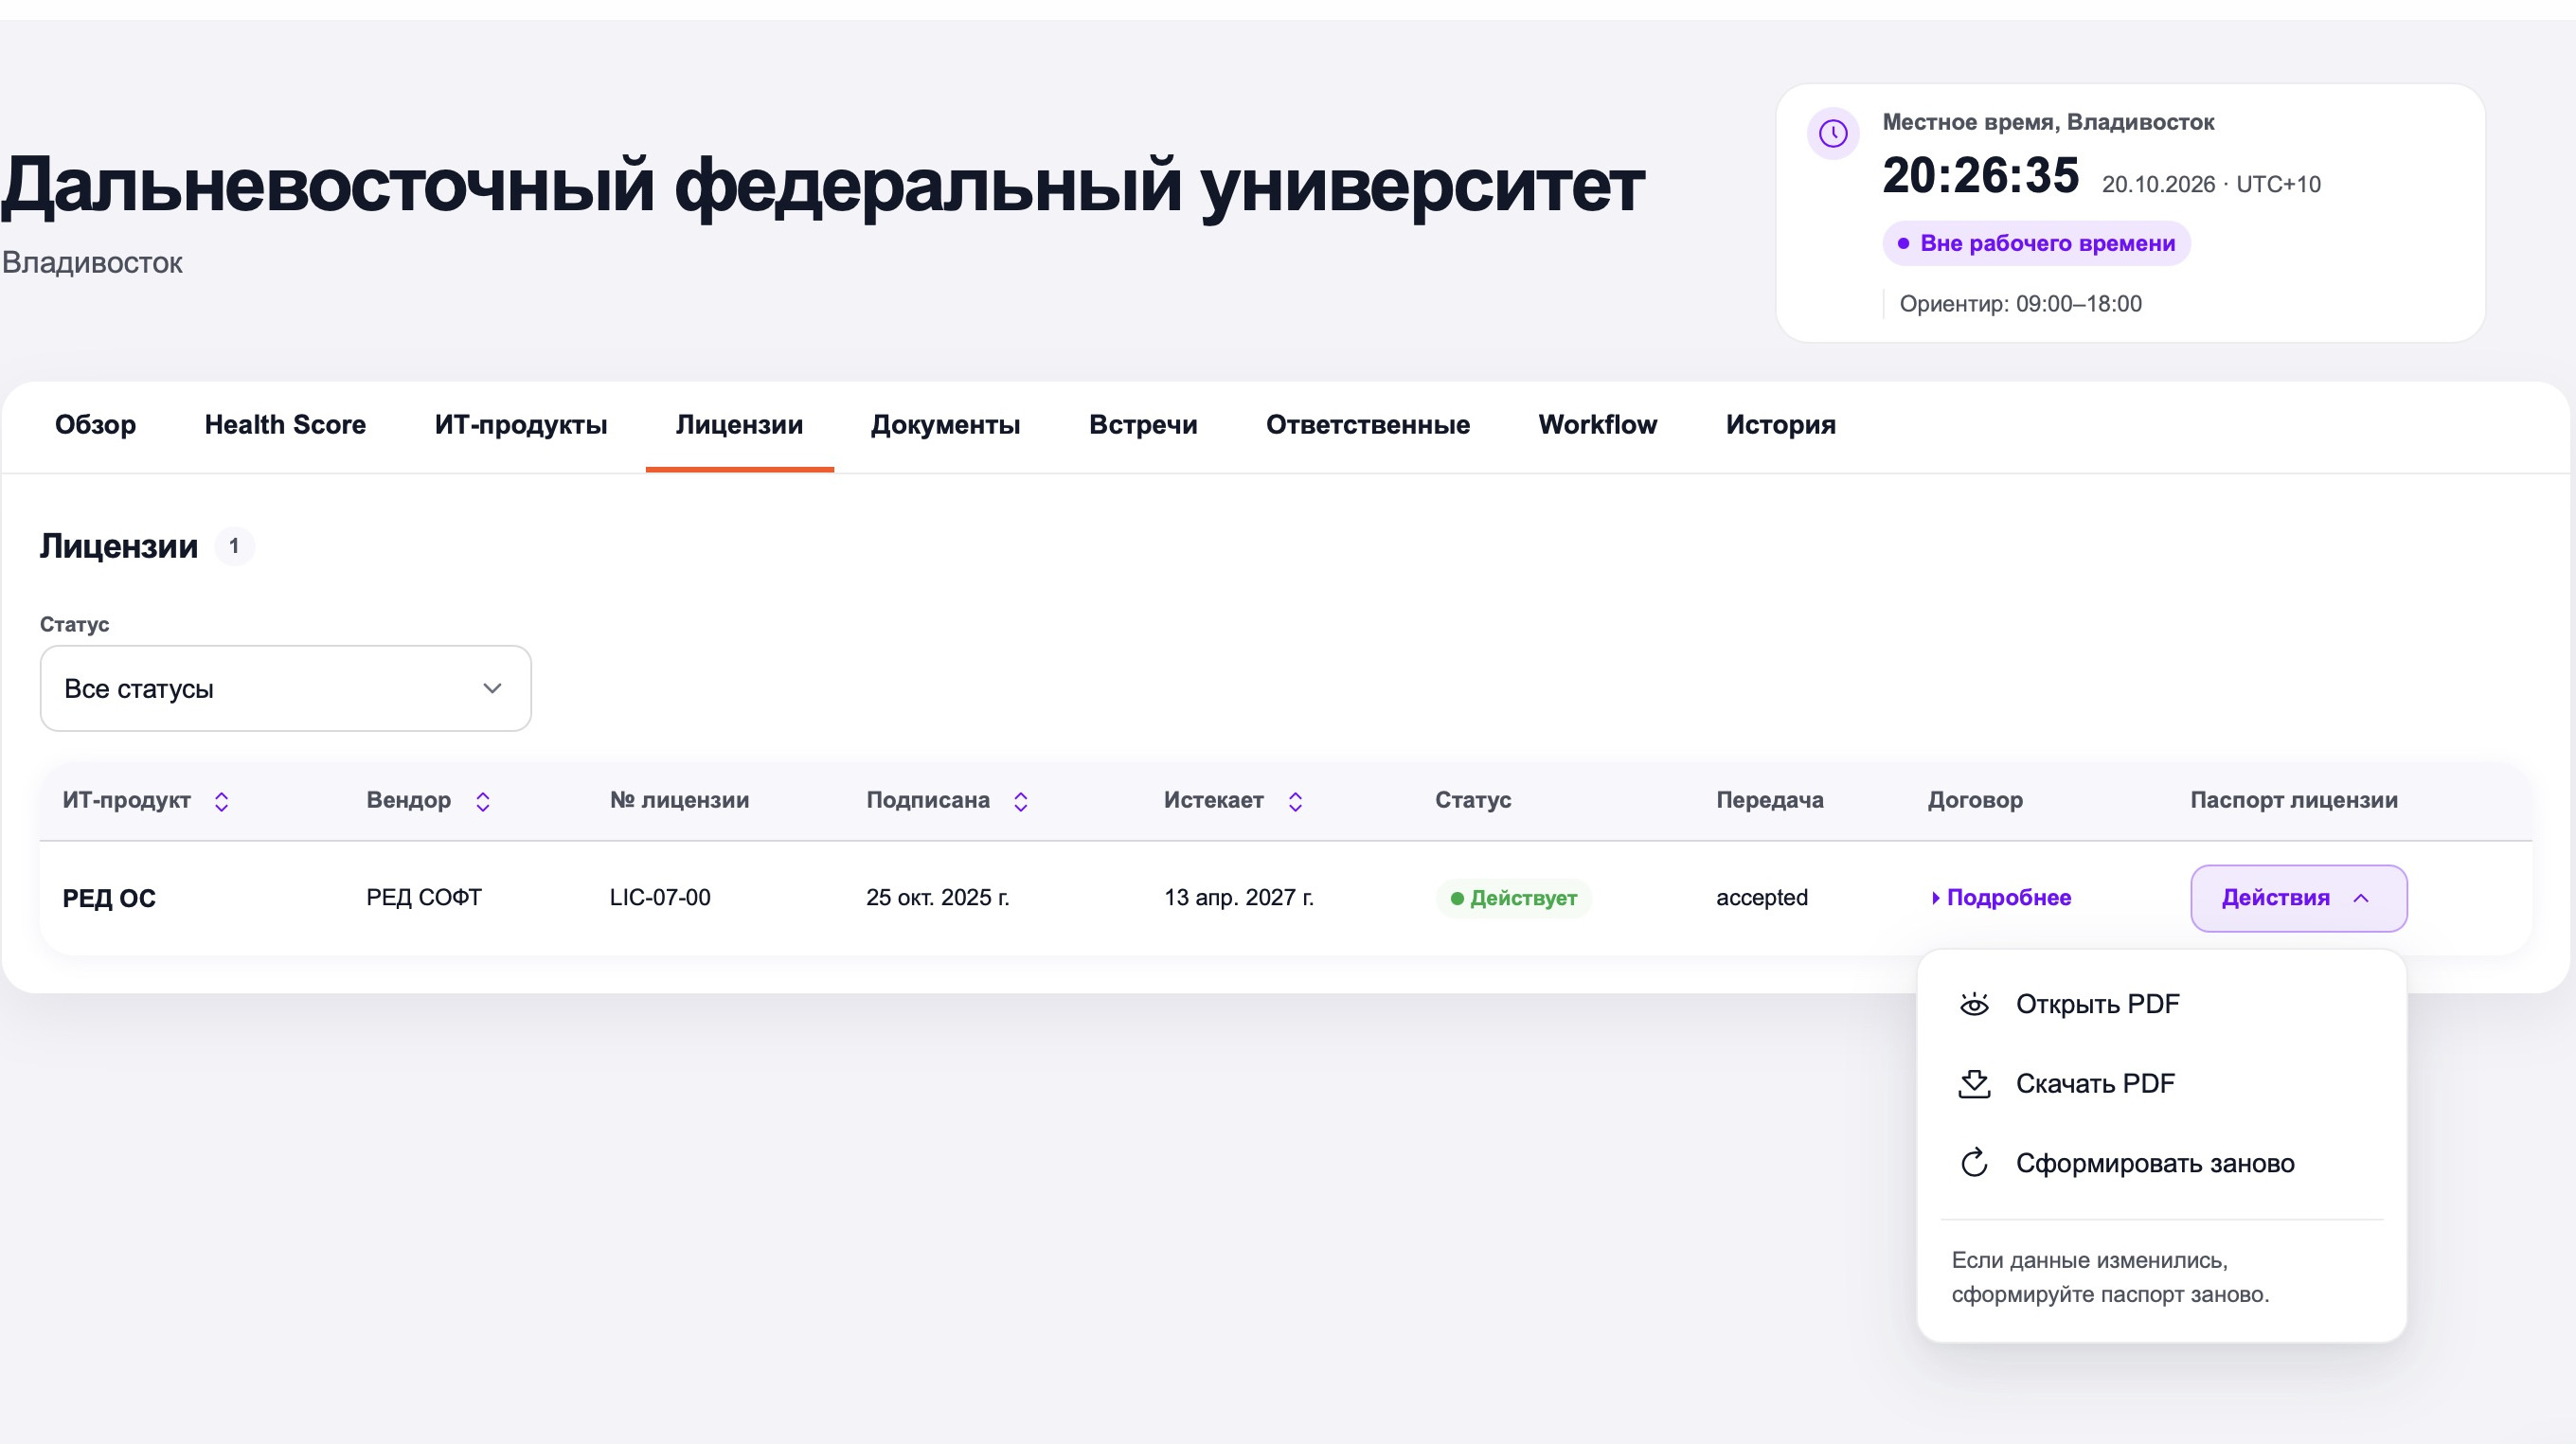 Дальневосточный федеральный университет
Владивосток
Местное время, Владивосток
20:26:35 20.10.2026 · UTC+10
Вне рабочего времени
Ориентир: 09:00–18:00
Обзор Health Score ИТ-продукты Лицензии Документы Встречи Ответственные Workflow История
Лицензии 1
Статус
Все статусы
ИТ-продукт Вендор № лицензии Подписана Истекает Статус Передача Договор Паспорт лицензии
РЕД ОС РЕД СОФТ LIC-07-00 25 окт. 2025 г. 13 апр. 2027 г. Действует accepted Подробнее Действия
Открыть PDF
Скачать PDF
Сформировать заново
Если данные изменились,
сформируйте паспорт заново.